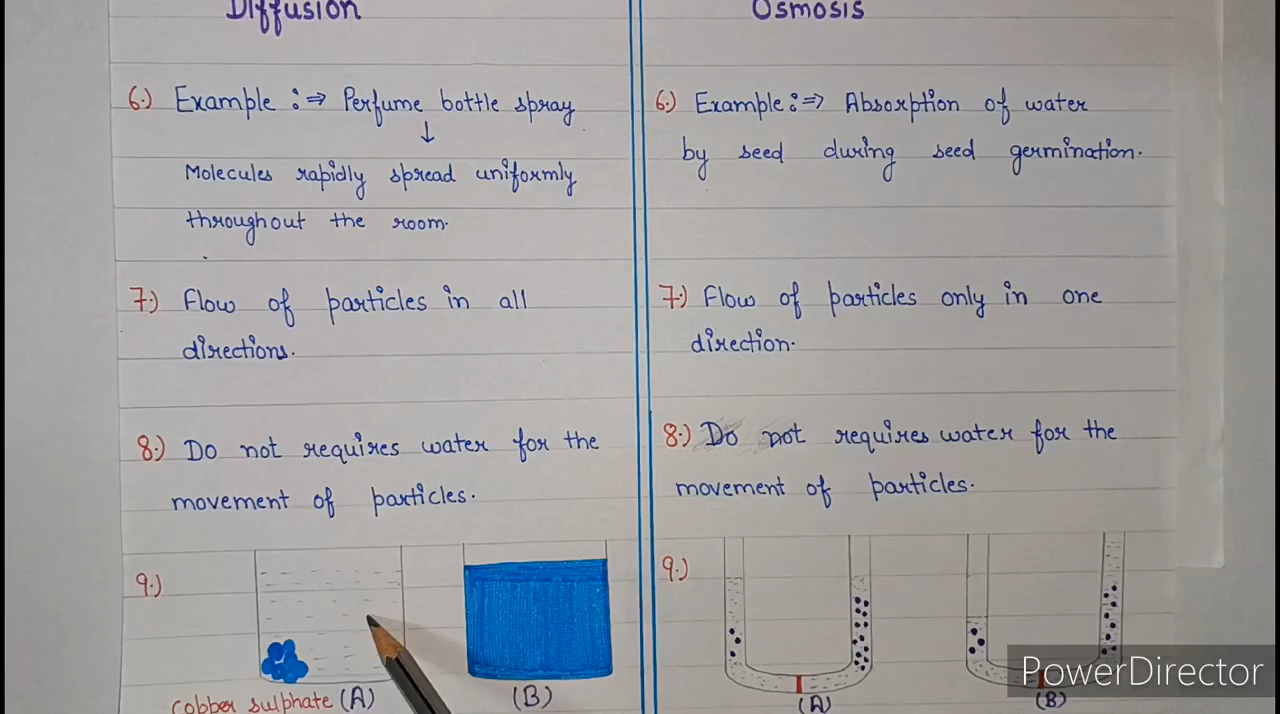 Diffusion
6.) Example :⇒ Perfume bottle spray
↓
Molecules rapidly spread uniformly
throughout the room.
7.) Flow of particles in all
directions.
8.) Do not requires water for the
movement of particles.
9.)
cobber sulphate (A)
(B)
Osmosis
6.) Example :⇒ Absorption of water
by seed during seed germination.
7.) Flow of particles only in one
direction.
8.) Do not requires water for the
movement of particles.
9.)
(A)
(B)
PowerDirector